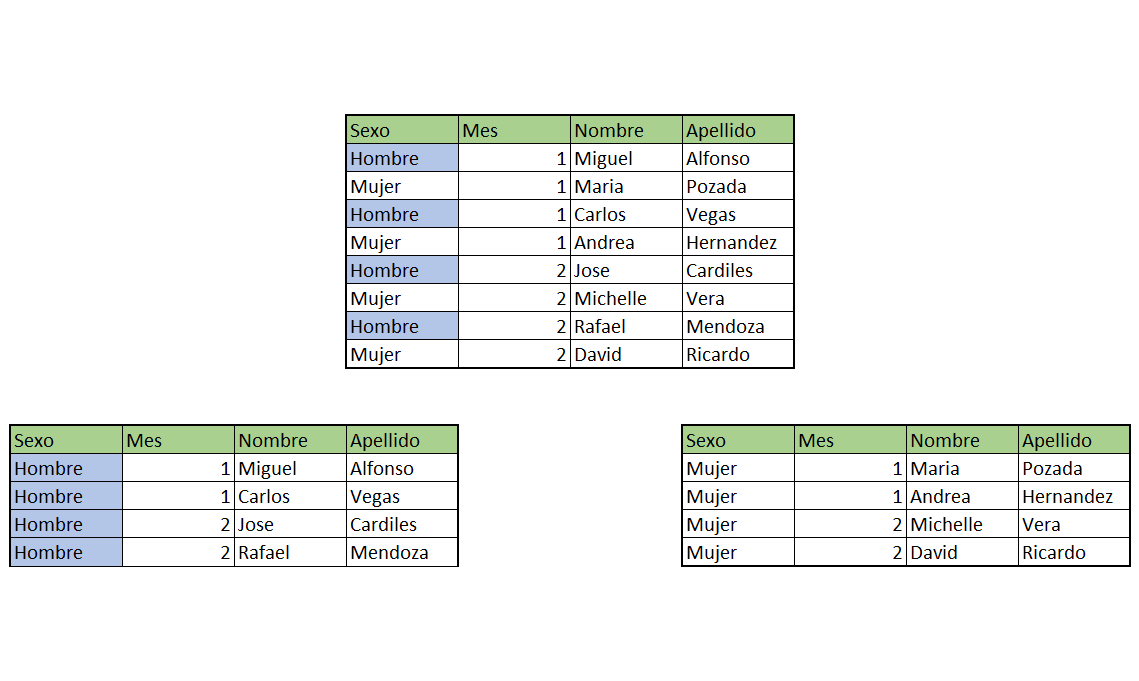 Sexo Mes Nombre Apellido
Hombre 1 Miguel Alfonso
Mujer 1 Maria Pozada
Hombre 1 Carlos Vegas
Mujer 1 Andrea Hernandez
Hombre 2 Jose Cardiles
Mujer 2 Michelle Vera
Hombre 2 Rafael Mendoza
Mujer 2 David Ricardo
Sexo Mes Nombre Apellido
Hombre 1 Miguel Alfonso
Hombre 1 Carlos Vegas
Hombre 2 Jose Cardiles
Hombre 2 Rafael Mendoza
Sexo Mes Nombre Apellido
Mujer 1 Maria Pozada
Mujer 1 Andrea Hernandez
Mujer 2 Michelle Vera
Mujer 2 David Ricardo